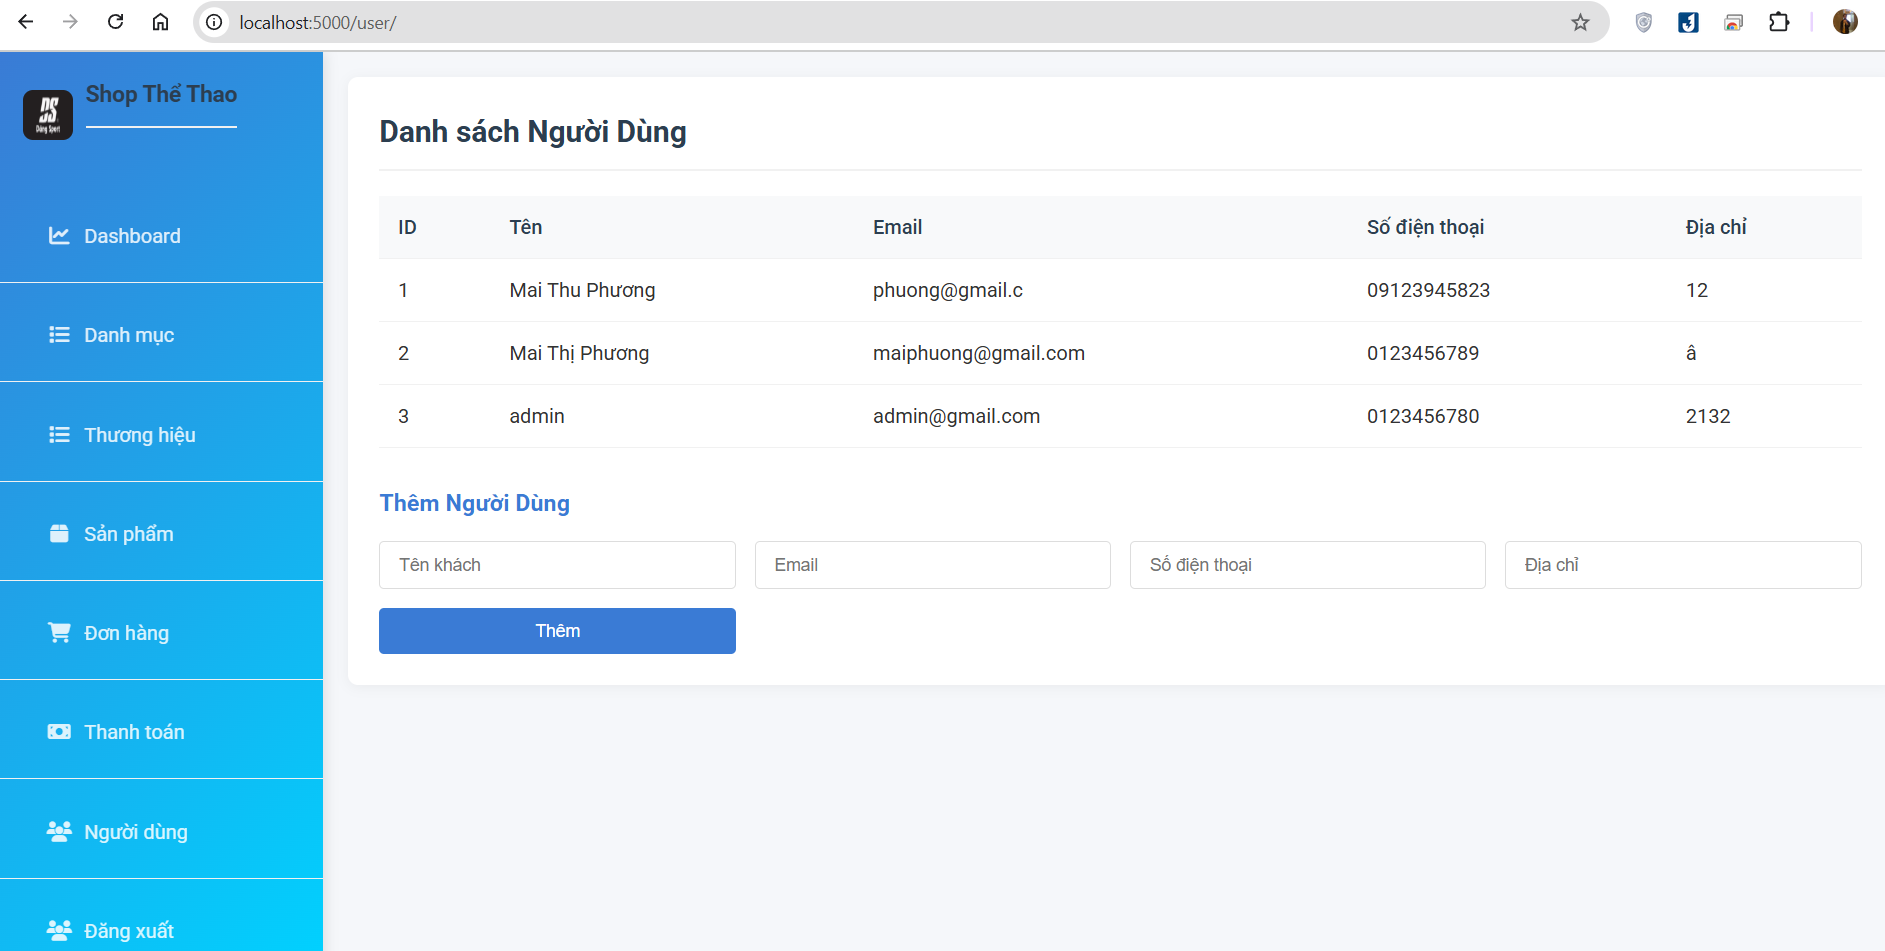 localhost:5000/user/
DS
Dũng Sport
Shop Thể Thao
Dashboard
Danh mục
Thương hiệu
Sản phẩm
Đơn hàng
Thanh toán
Người dùng
Đăng xuất
Danh sách Người Dùng
ID Tên Email Số điện thoại Địa chỉ
1 Mai Thu Phương phuong@gmail.c 09123945823 12
2 Mai Thị Phương maiphuong@gmail.com 0123456789 â
3 admin admin@gmail.com 0123456780 2132
Thêm Người Dùng
Tên khách Email Số điện thoại Địa chỉ
Thêm